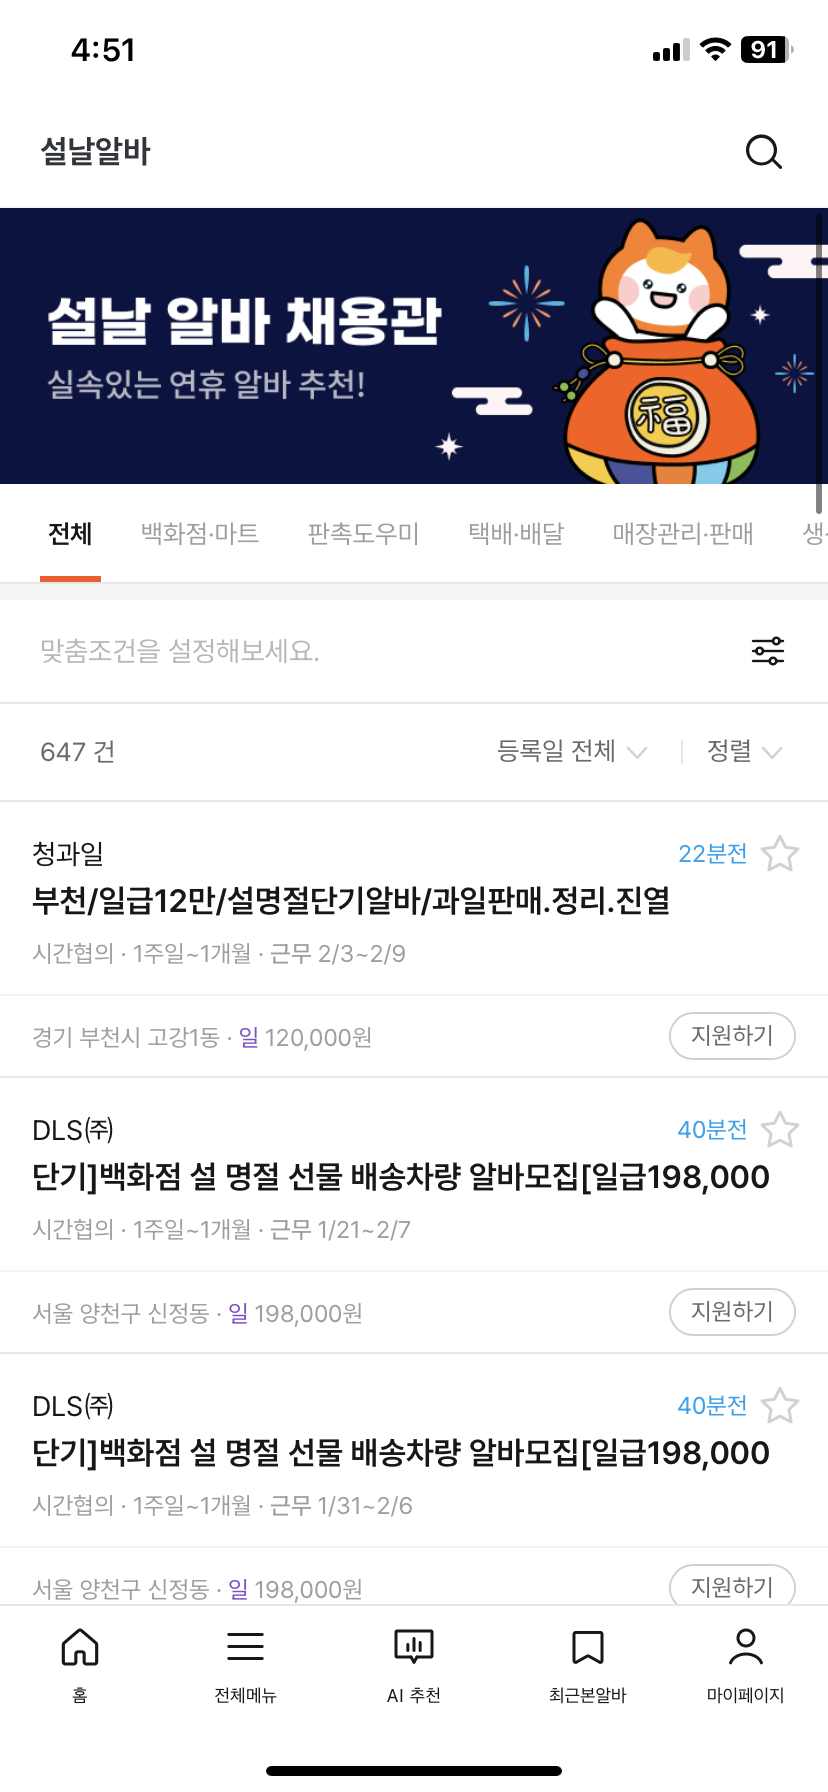 4:51
91
설날알바
설날 알바 채용관
실속있는 연휴 알바 추천!
福
전체 백화점·마트 판촉도우미 택배·배달 매장관리·판매
맞춤조건을 설정해보세요.
647 건 등록일 전체 정렬
청과일 22분전
부천/일급12만/설명절단기알바/과일판매.정리.진열
시간협의 · 1주일~1개월 · 근무 2/3~2/9
경기 부천시 고강1동 · 일 120,000원 지원하기
DLS㈜ 40분전
단기]백화점 설 명절 선물 배송차량 알바모집[일급198,000
시간협의 · 1주일~1개월 · 근무 1/21~2/7
서울 양천구 신정동 · 일 198,000원 지원하기
DLS㈜ 40분전
단기]백화점 설 명절 선물 배송차량 알바모집[일급198,000
시간협의 · 1주일~1개월 · 근무 1/31~2/6
서울 양천구 신정동 · 일 198,000원 지원하기
홈 전체메뉴 AI 추천 최근본알바 마이페이지